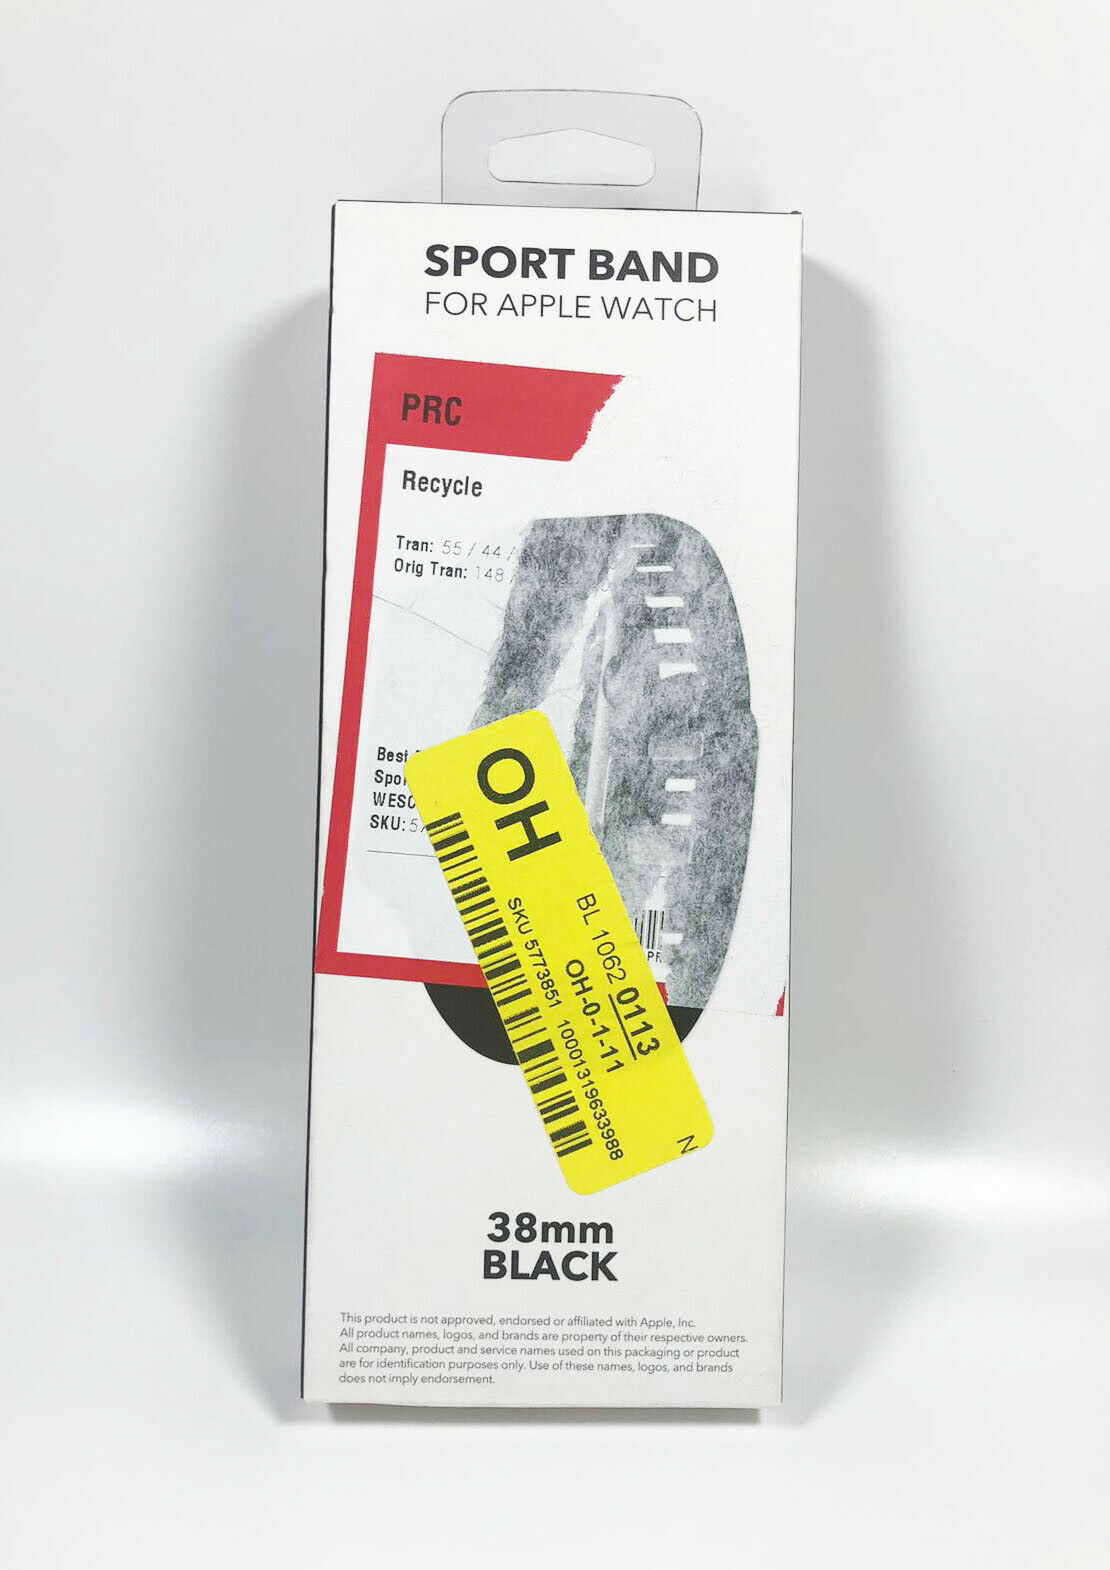 SPORT BAND
FOR APPLE WATCH
PRC
Recycle
Tran: 55 / 44 /
Orig Tran: 148
Best
WESC
SKU:
OH
BL 1062 0113
OH-0-1-11
SKU 5773851 10001319633988
N
PR
38mm
BLACK
This product is not approved, endorsed or affiliated with Apple, Inc.
All product names, logos, and brands are property of their respective owners.
All company, product and service names used on this packaging or product
are for identification purposes only. Use of these names, logos, and brands
does not imply endorsement.